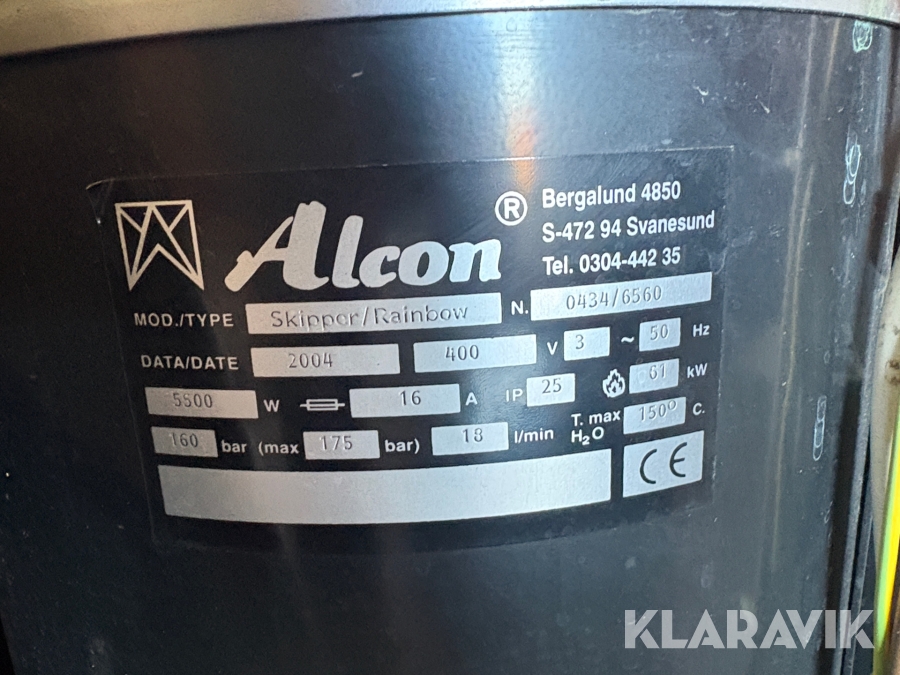 Alcon ®
Bergalund 4850
S-472 94 Svanesund
Tel. 0304-442 35
MOD./TYPE Skipper/Rainbow N. 0434/6560
DATA/DATE 2004 400 V 3 ~ 50 Hz
5500 W 16 A IP 25 61 kW
160 bar (max 175 bar) 18 l/min T. max H2O 150° C.
CE
KLARAVIK